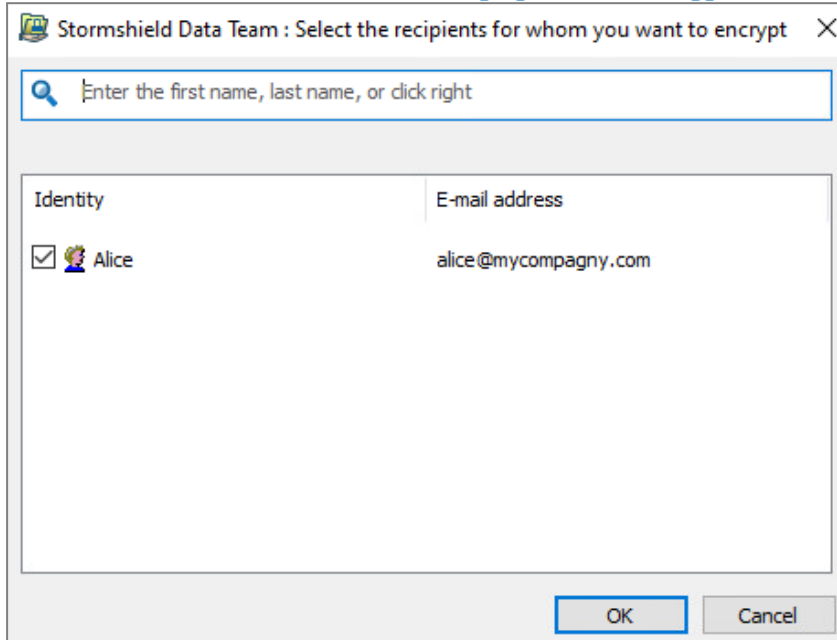 Stormshield Data Team : Select the recipients for whom you want to encrypt
Enter the first name, last name, or click right
Identity E-mail address
Alice alice@mycompagny.com
OK Cancel